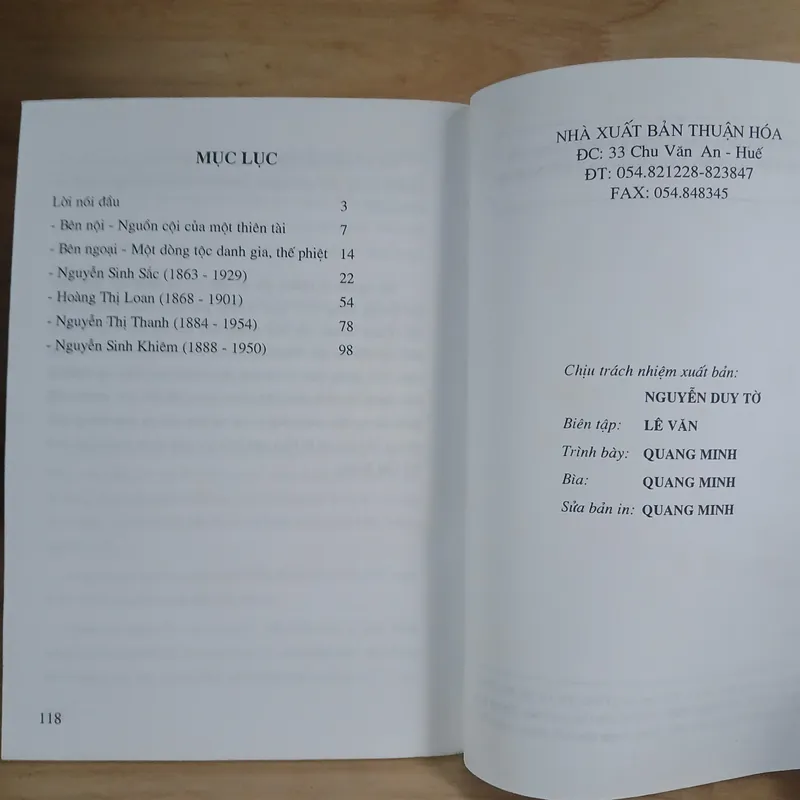 MỤC LỤC
Lời nói đầu 3
- Bên nội - Nguồn cội của một thiên tài 7
- Bên ngoại - Một dòng tộc danh gia, thế phiệt 14
- Nguyễn Sinh Sắc (1863 - 1929) 22
- Hoàng Thị Loan (1868 - 1901) 54
- Nguyễn Thị Thanh (1884 - 1954) 78
- Nguyễn Sinh Khiêm (1888 - 1950) 98
118
NHÀ XUẤT BẢN THUẬN HÓA
ĐC: 33 Chu Văn An - Huế
ĐT: 054.821228-823847
FAX: 054.848345
Chịu trách nhiệm xuất bản:
NGUYỄN DUY TỜ
Biên tập: LÊ VĂN
Trình bày: QUANG MINH
Bìa: QUANG MINH
Sửa bản in: QUANG MINH